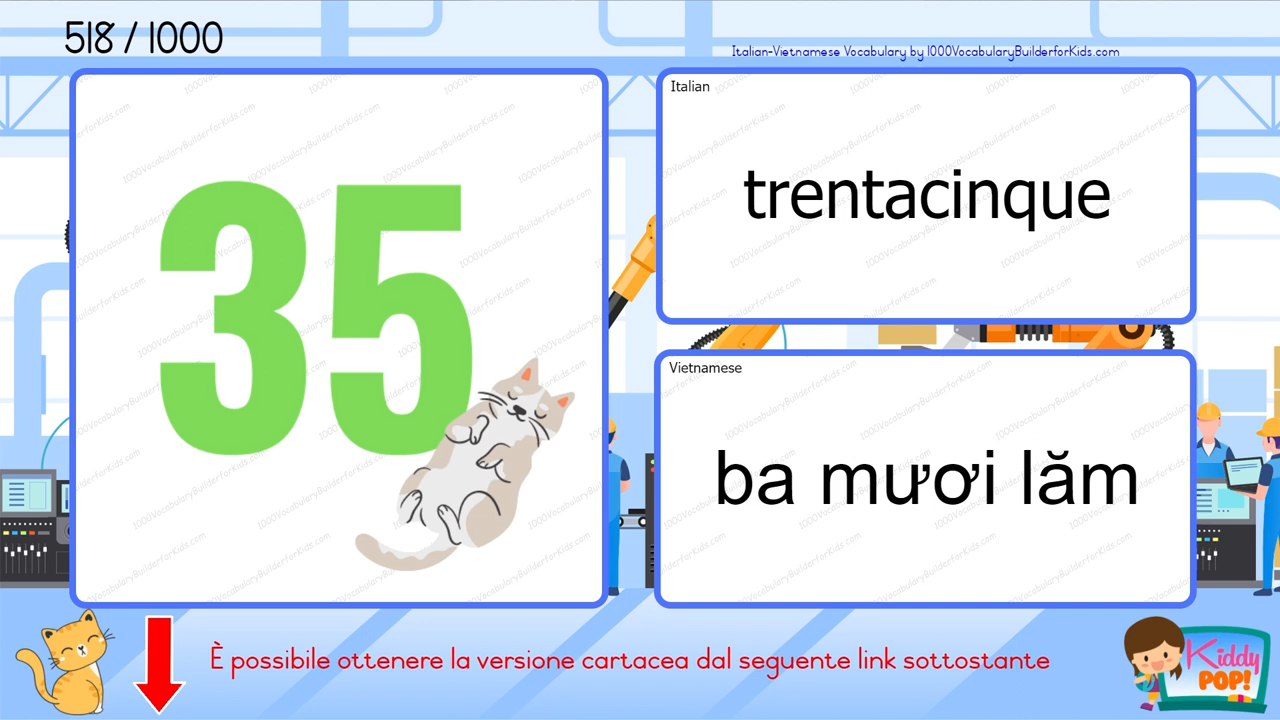 518 / 1000
Italian-Vietnamese Vocabulary by 1000VocabularyBuilderforKids.com
35
Italian
trentacinque
Vietnamese
ba mươi lăm
È possibile ottenere la versione cartacea dal seguente link sottostante
Kiddy
POP!